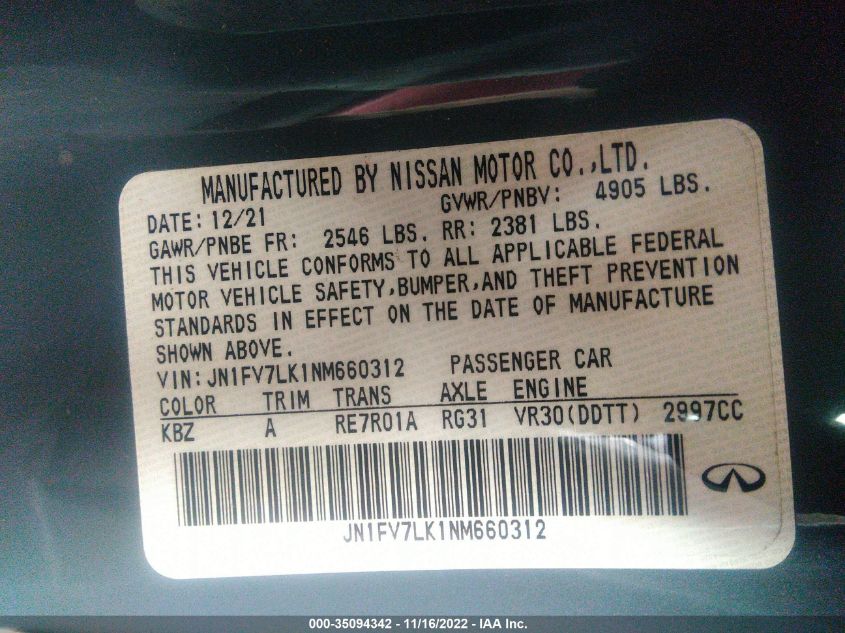 MANUFACTURED BY NISSAN MOTOR CO.,LTD.
DATE: 12/21 GVWR/PNBV: 4905 LBS.
GAWR/PNBE FR: 2546 LBS. RR: 2381 LBS.
THIS VEHICLE CONFORMS TO ALL APPLICABLE FEDERAL
MOTOR VEHICLE SAFETY,BUMPER,AND THEFT PREVENTION
STANDARDS IN EFFECT ON THE DATE OF MANUFACTURE
SHOWN ABOVE.
VIN:JN1FV7LK1NM660312 PASSENGER CAR
COLOR TRIM TRANS AXLE ENGINE
KBZ A RE7R01A RG31 VR30(DDTT) 2997CC
JN1FV7LK1NM660312
000-35094342 - 11/16/2022 - IAA Inc.